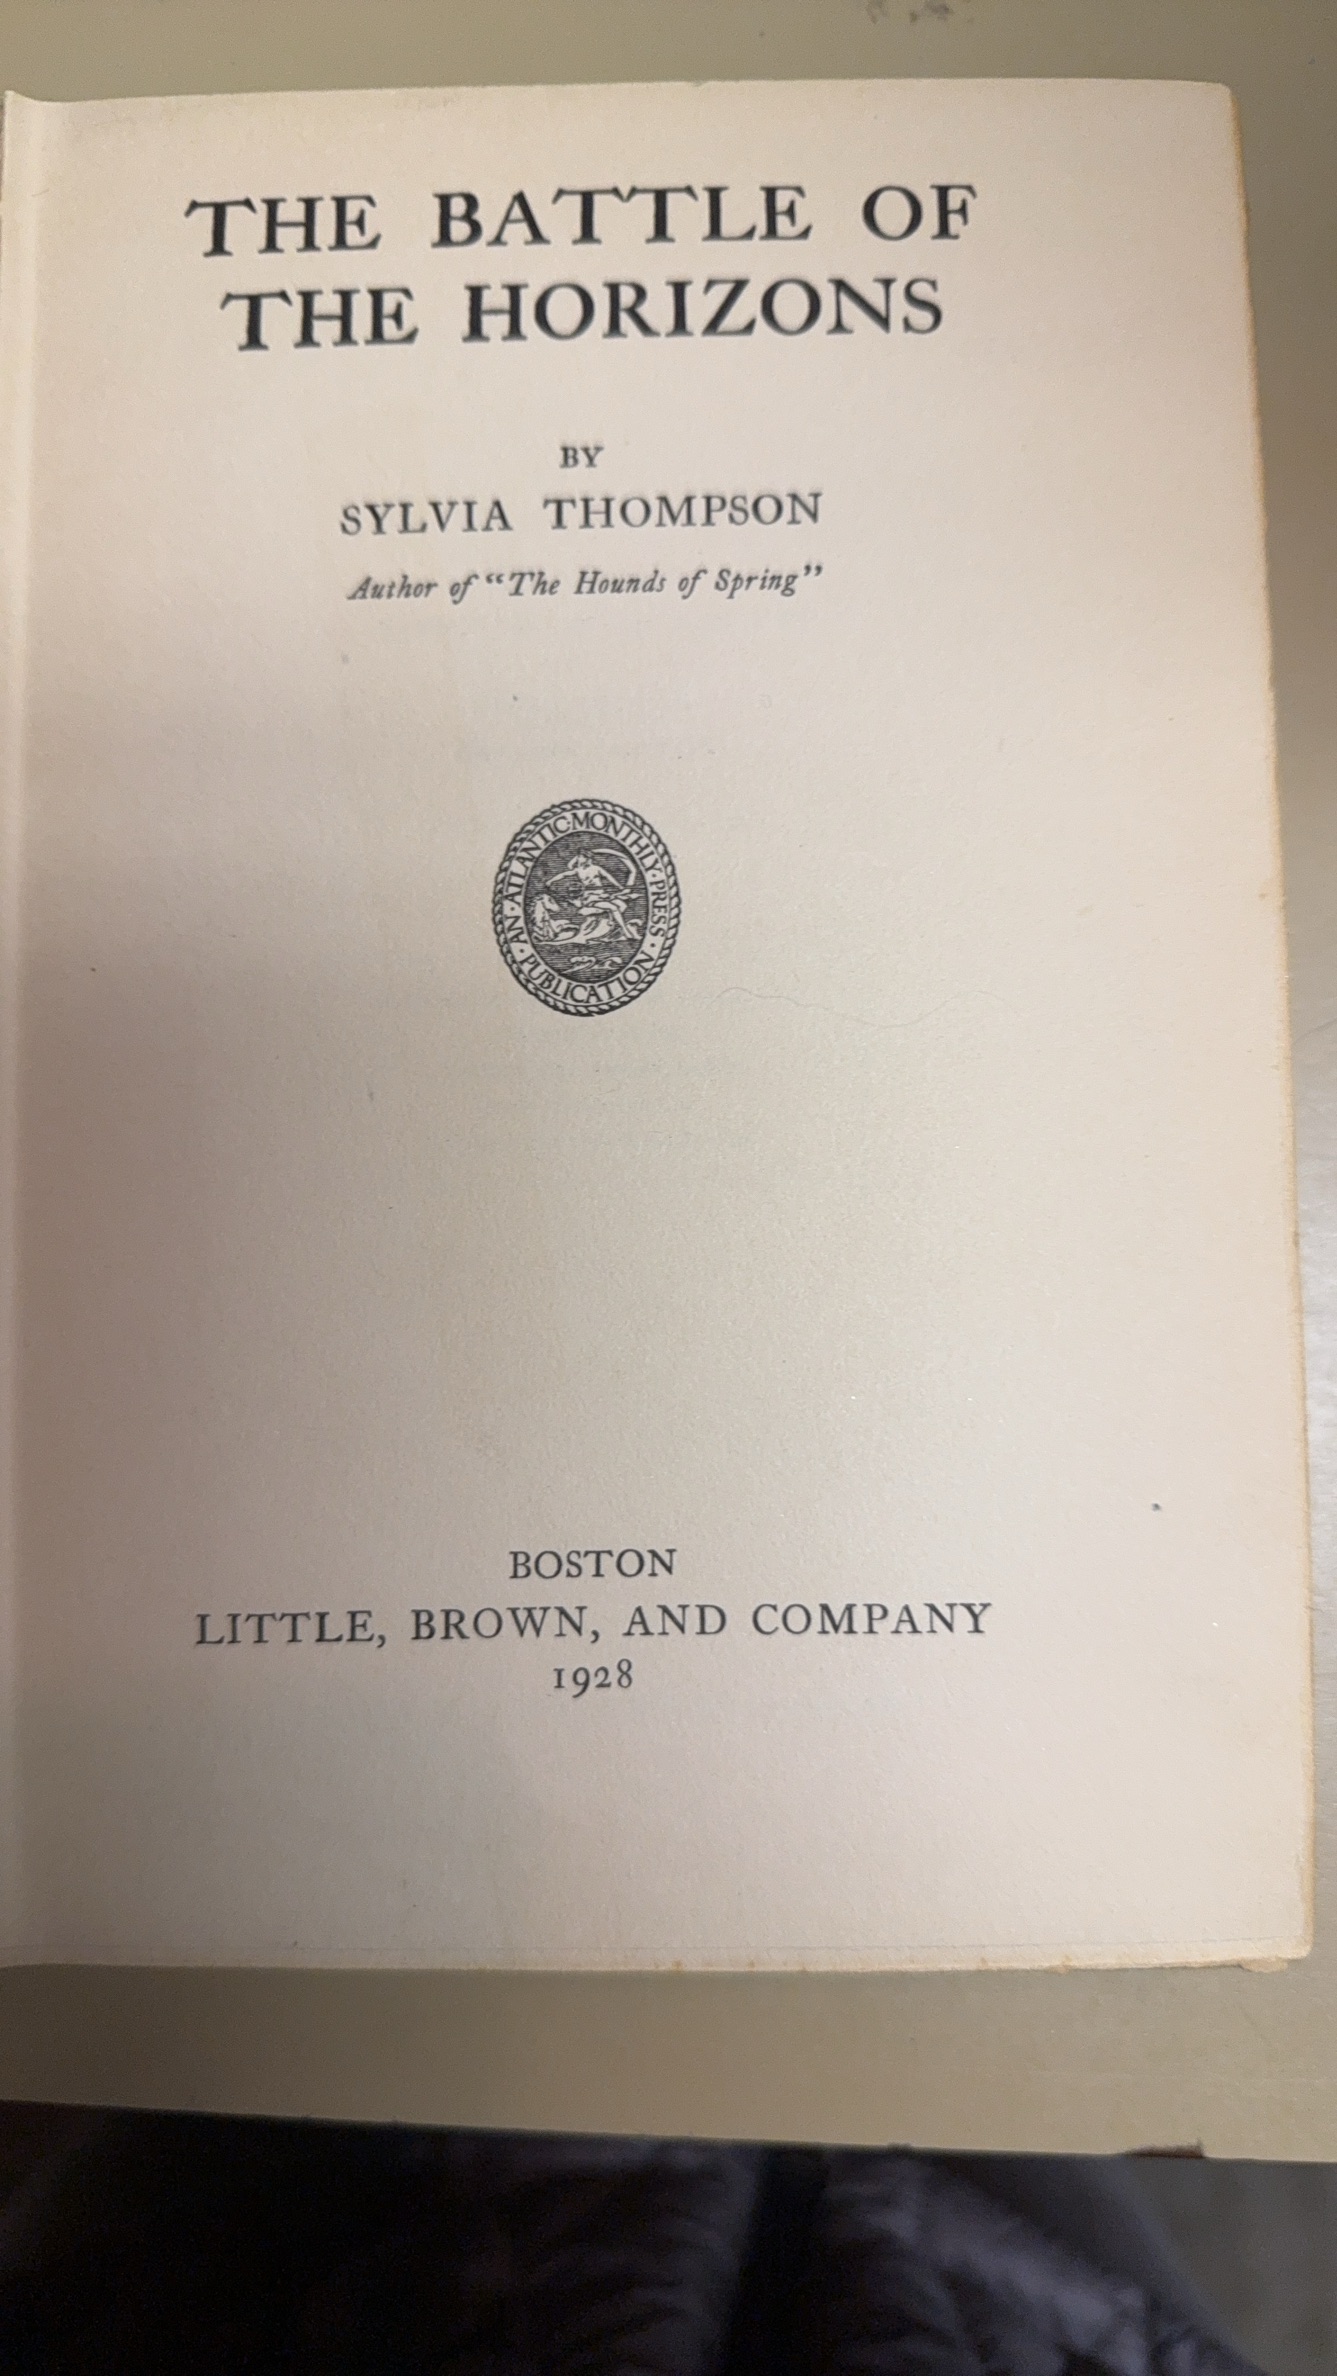 THE BATTLE OF
THE HORIZONS
BY
SYLVIA THOMPSON
Author of “The Hounds of Spring”
AN · ATLANTIC · MONTHLY · PRESS · PUBLICATION ·
BOSTON
LITTLE, BROWN, AND COMPANY
1928